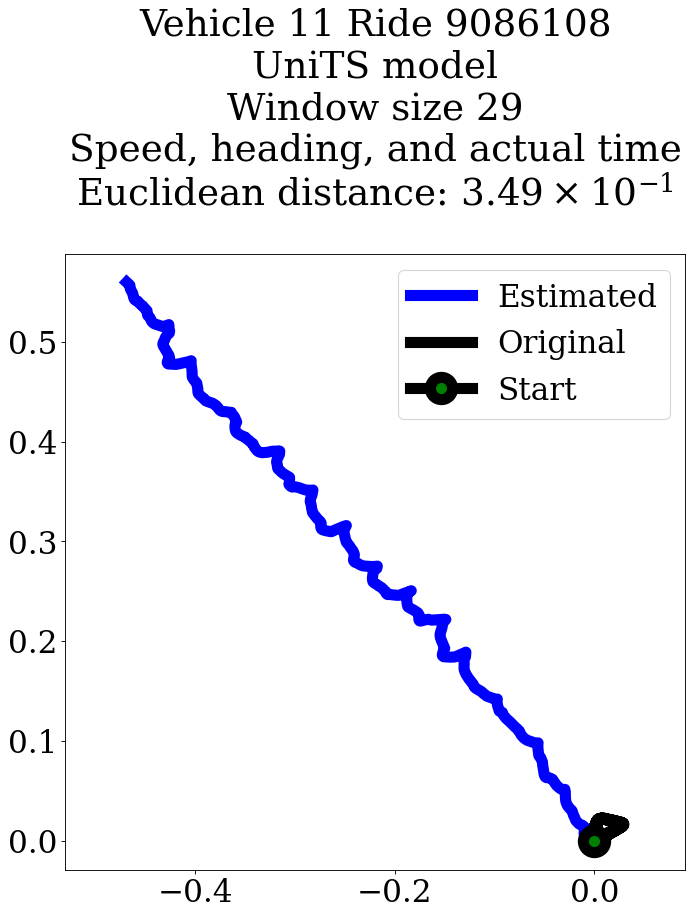 Vehicle 11 Ride 9086108
UniTS model
Window size 29
Speed, heading, and actual time
Euclidean distance: 3.49 × 10⁻¹
Estimated
Original
Start
0.5
0.4
0.3
0.2
0.1
0.0
−0.4
−0.2
0.0